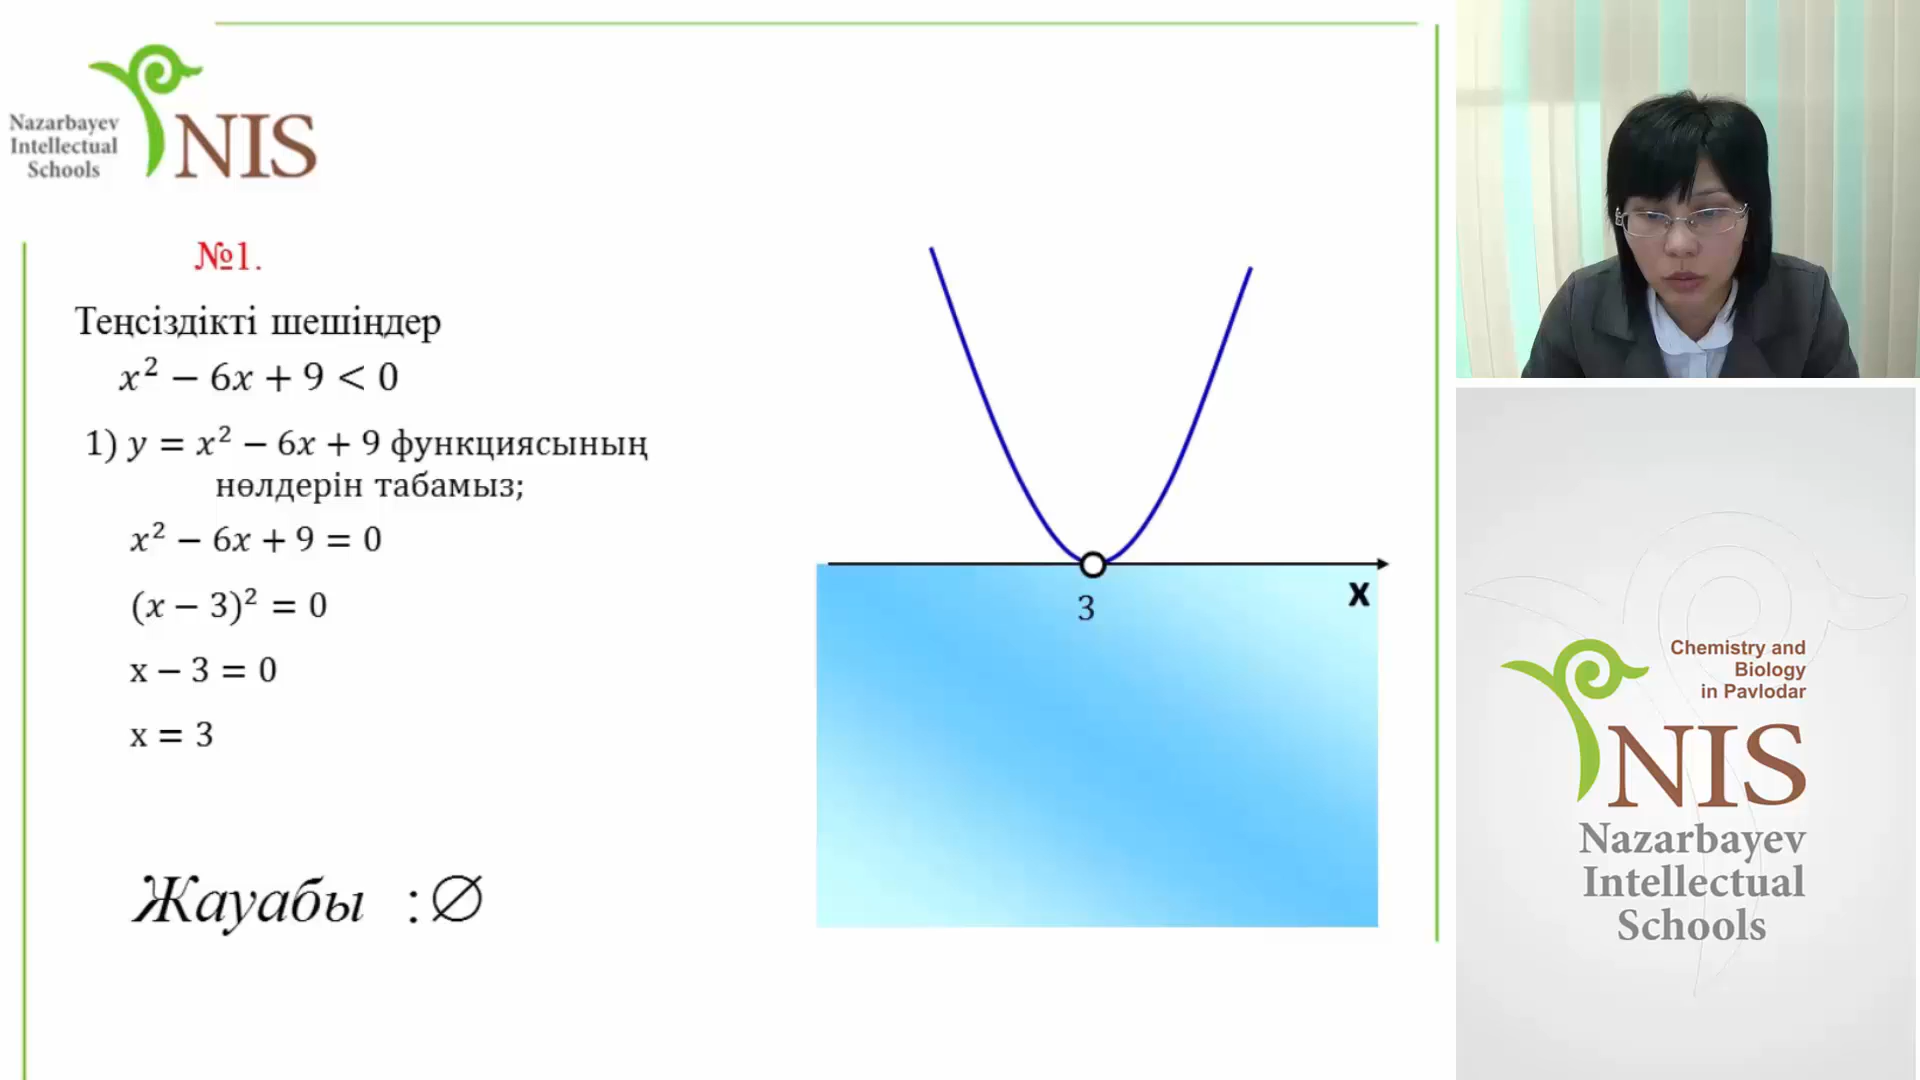 Nazarbayev
Intellectual
Schools
NIS
№1.
Теңсіздікті шешіңдер
x² − 6x + 9 < 0
1) y = x² − 6x + 9 функциясының
нөлдерін табамыз;
x² − 6x + 9 = 0
(x − 3)² = 0
x − 3 = 0
x = 3
Жауабы :∅
3
X
Chemistry and
Biology
in Pavlodar
NIS
Nazarbayev
Intellectual
Schools